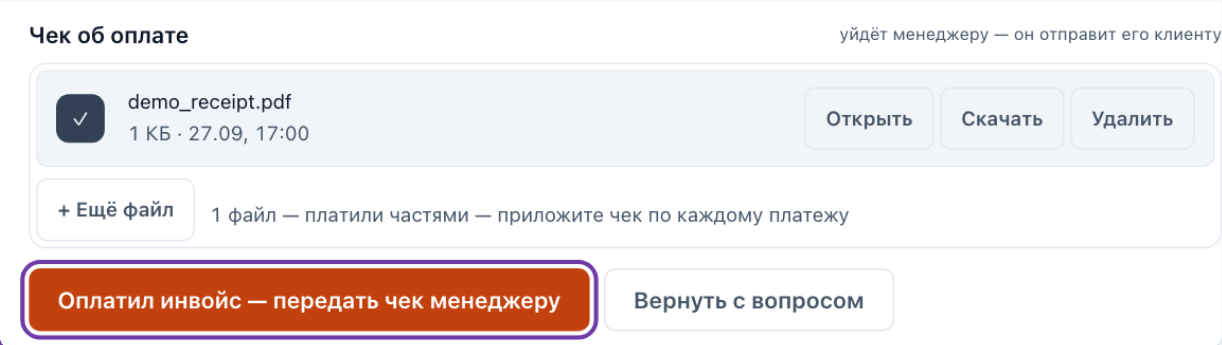 Чек об оплате
уйдёт менеджеру — он отправит его клиенту
demo_receipt.pdf
1 КБ · 27.09, 17:00
Открыть
Скачать
Удалить
+ Ещё файл
1 файл — платили частями — приложите чек по каждому платежу
Оплатил инвойс — передать чек менеджеру
Вернуть с вопросом